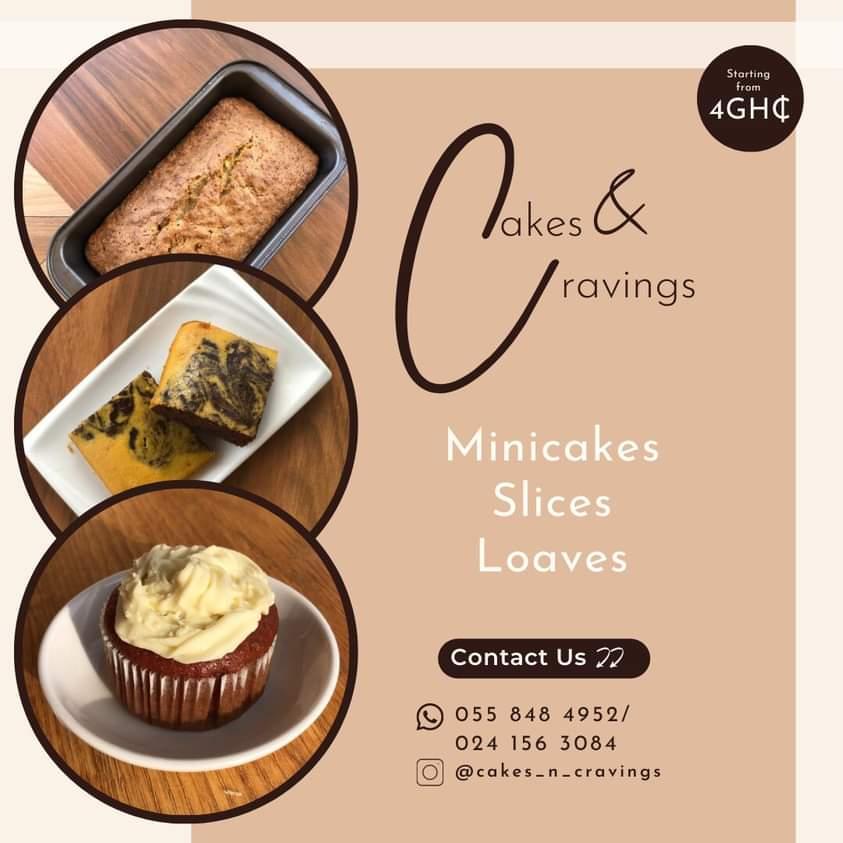 Starting
from
4GH₵
Cakes &
Cravings
Minicakes
Slices
Loaves
Contact Us
055 848 4952/
024 156 3084
@cakes_n_cravings